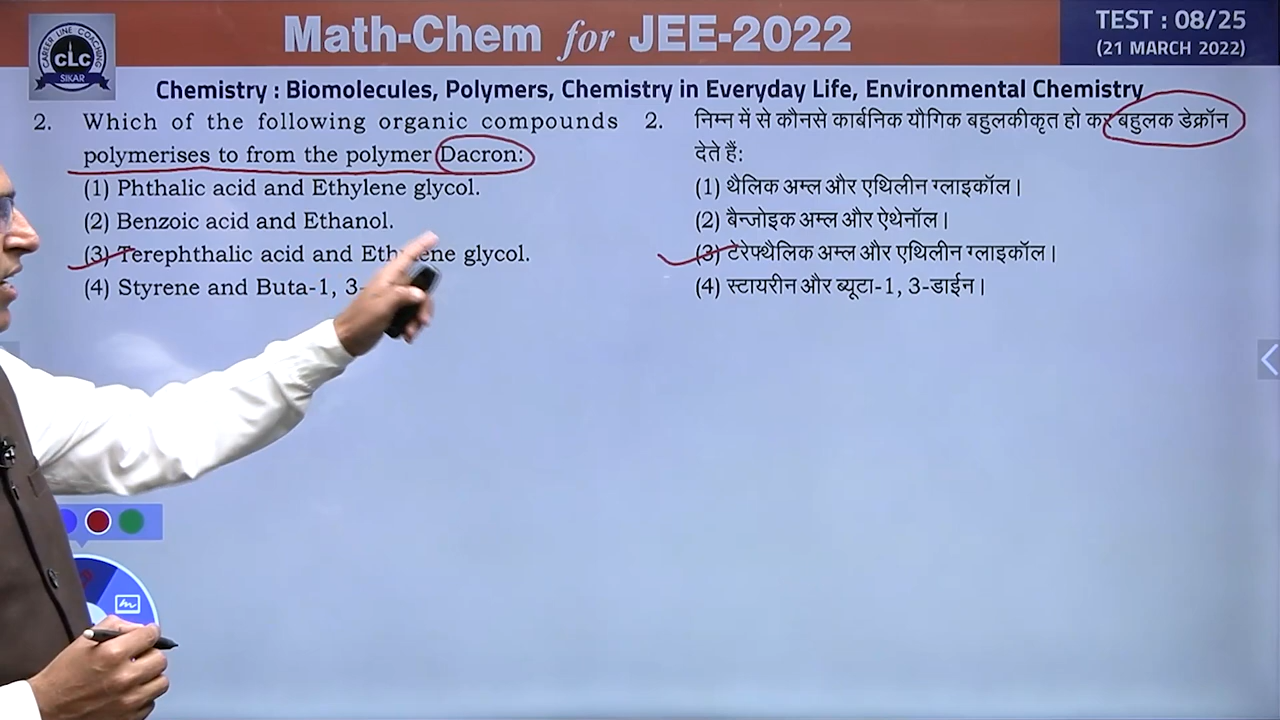 Math-Chem for JEE-2022
TEST : 08/25
(21 MARCH 2022)
CAREER LINE COACHING
CLC
SIKAR
Chemistry : Biomolecules, Polymers, Chemistry in Everyday Life, Environmental Chemistry
2. Which of the following organic compounds
polymerises to from the polymer Dacron:
(1) Phthalic acid and Ethylene glycol.
(2) Benzoic acid and Ethanol.
(3) Terephthalic acid and Ethylene glycol.
(4) Styrene and Buta-1, 3-
2. निम्न में से कौनसे कार्बनिक यौगिक बहुलकीकृत हो कर बहुलक डेक्रॉन
देते हैं:
(1) थैलिक अम्ल और एथिलीन ग्लाइकॉल।
(2) बैन्जोइक अम्ल और ऐथेनॉल।
(3) टेरेफ्थैलिक अम्ल और एथिलीन ग्लाइकॉल।
(4) स्टायरीन और ब्यूटा-1, 3-डाईन।